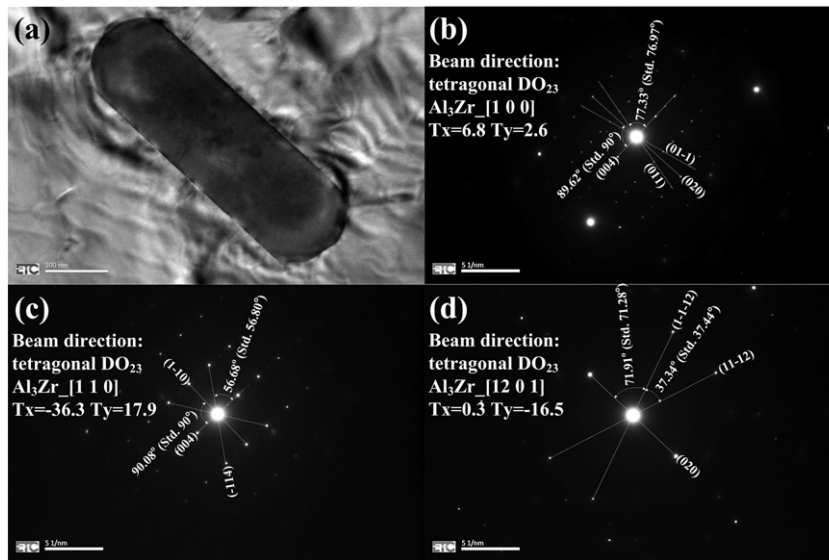 (a)
ETC
100 nm
(b)
Beam direction:
tetragonal DO₂₃
Al₃Zr_[1 0 0]
Tx=6.8 Ty=2.6
77.33° (Std. 76.97°)
89.62° (Std. 90°)
(004)
(01-1)
(020)
(011)
ETC
5 1/nm
(c)
Beam direction:
tetragonal DO₂₃
Al₃Zr_[1 1 0]
Tx=-36.3 Ty=17.9
56.68° (Std. 56.80°)
(1-10)
90.08° (Std. 90°)
(004)
(-114)
ETC
5 1/nm
(d)
Beam direction:
tetragonal DO₂₃
Al₃Zr_[12 0 1]
Tx=0.3 Ty=-16.5
71.91° (Std. 71.28°)
(1-1-12)
37.34° (Std. 37.44°)
(11-12)
(020)
ETC
5 1/nm